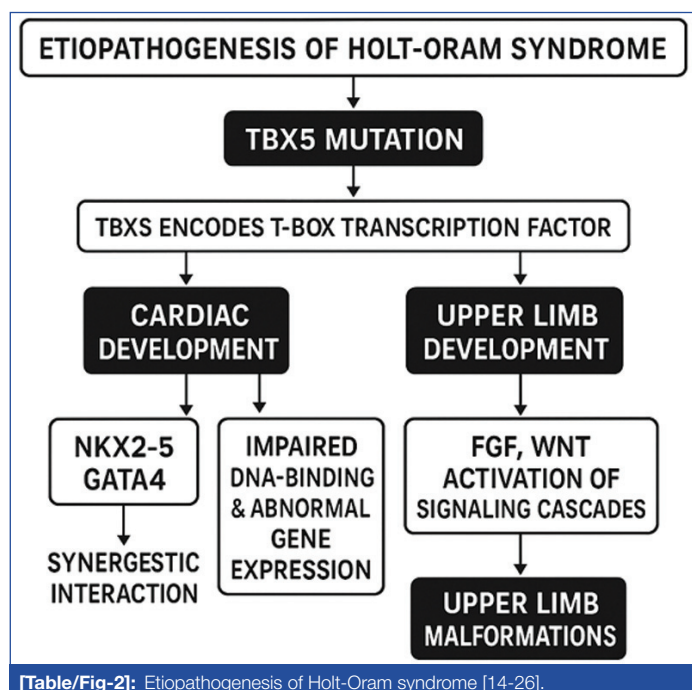 ETIOPATHOGENESIS OF HOLT-ORAM SYNDROME
TBX5 MUTATION
TBXS ENCODES T-BOX TRANSCRIPTION FACTOR
CARDIAC
DEVELOPMENT
UPPER LIMB
DEVELOPMENT
NKX2-5
GATA4
SYNERGESTIC
INTERACTION
IMPAIRED
DNA-BINDING
& ABNORMAL
GENE
EXPRESSION
FGF, WNT
ACTIVATION OF
SIGNALING CASCADES
UPPER LIMB
MALFORMATIONS
[Table/Fig-2]: Etiopathogenesis of Holt-Oram syndrome [14-26].